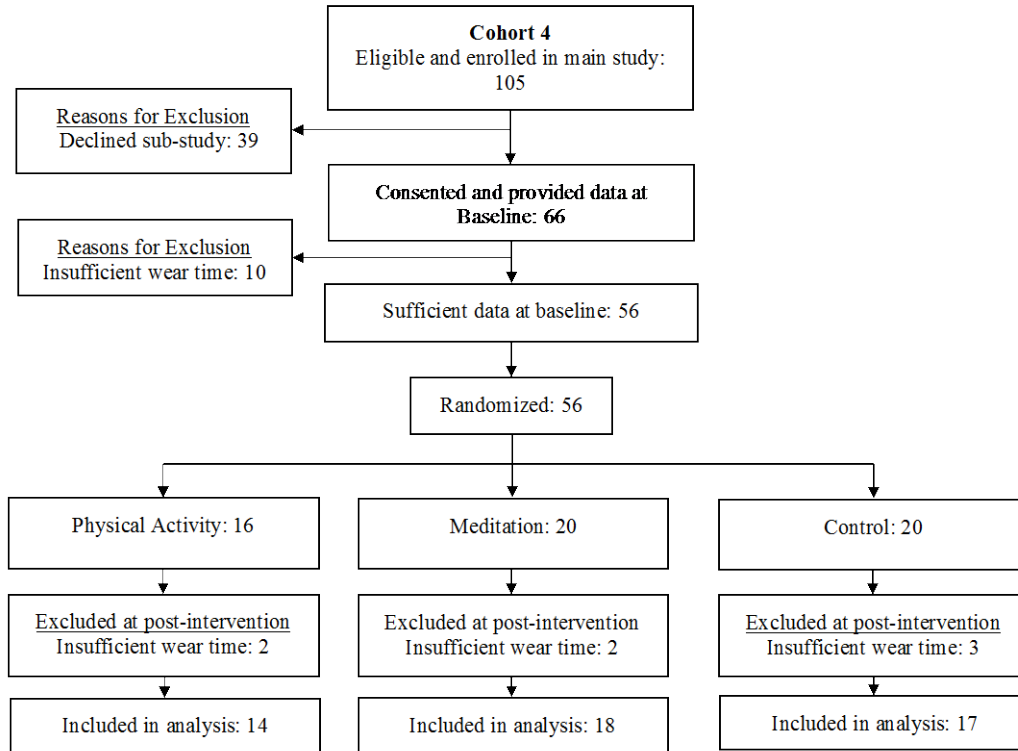 Cohort 4
Eligible and enrolled in main study:
105
Reasons for Exclusion
Declined sub-study: 39
Consented and provided data at
Baseline: 66
Reasons for Exclusion
Insufficient wear time: 10
Sufficient data at baseline: 56
Randomized: 56
Physical Activity: 16
Meditation: 20
Control: 20
Excluded at post-intervention
Insufficient wear time: 2
Excluded at post-intervention
Insufficient wear time: 2
Excluded at post-intervention
Insufficient wear time: 3
Included in analysis: 14
Included in analysis: 18
Included in analysis: 17